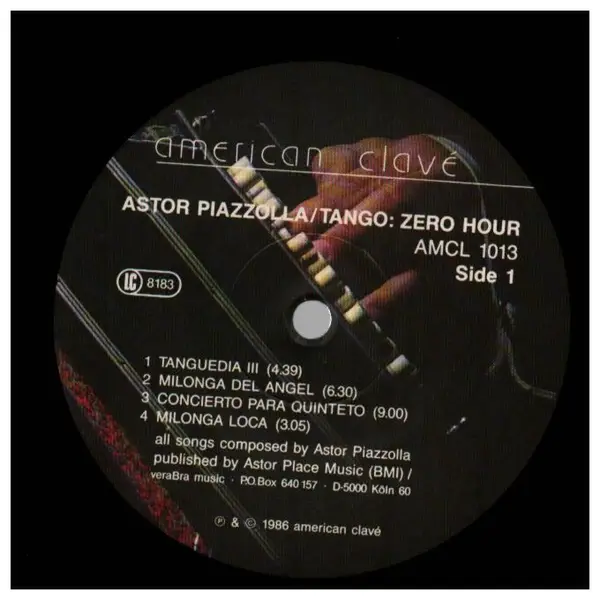 american clavé
ASTOR PIAZZOLLA/TANGO: ZERO HOUR
AMCL 1013
Side 1
LC 8183
1 TANGUEDIA III (4.39)
2 MILONGA DEL ANGEL (6.30)
3 CONCIERTO PARA QUINTETO (9.00)
4 MILONGA LOCA (3.05)
all songs composed by Astor Piazzolla
published by Astor Place Music (BMI) /
veraBra music · P.O.Box 640 157 · D-5000 Köln 60
℗ & © 1986 american clavé